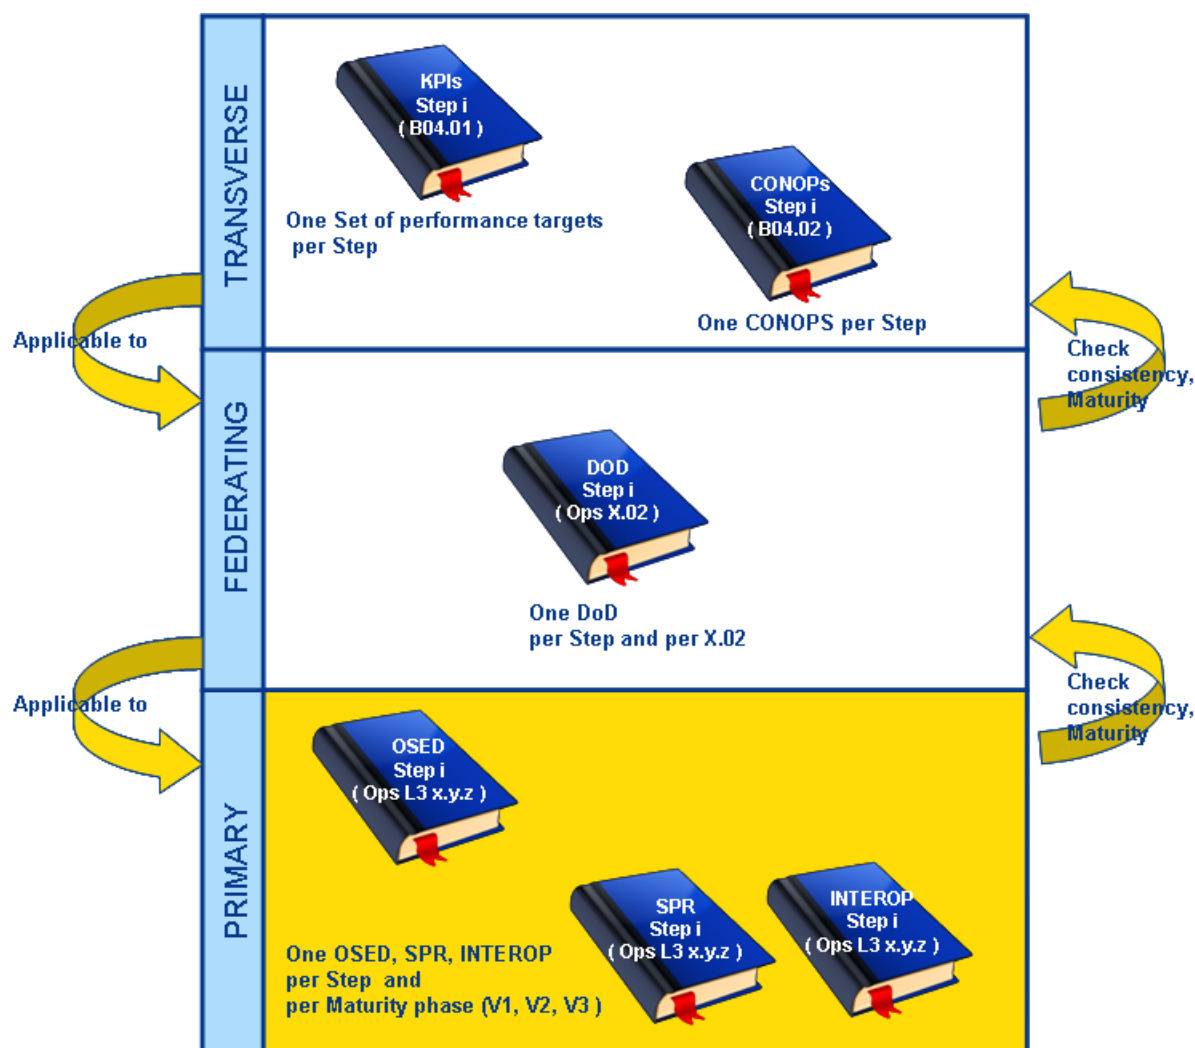 TRANSVERSE
KPIs
Step i
( B04.01 )
One Set of performance targets
per Step
CONOPs
Step i
( B04.02 )
One CONOPS per Step
Applicable to
Check
consistency,
Maturity
FEDERATING
DOD
Step i
( Ops X.02 )
One DoD
per Step and per X.02
Applicable to
Check
consistency,
Maturity
PRIMARY
OSED
Step i
( Ops L3 x.y.z )
SPR
Step i
( Ops L3 x.y.z )
INTEROP
Step i
( Ops L3 x.y.z )
One OSED, SPR, INTEROP
per Step and
per Maturity phase (V1, V2, V3 )